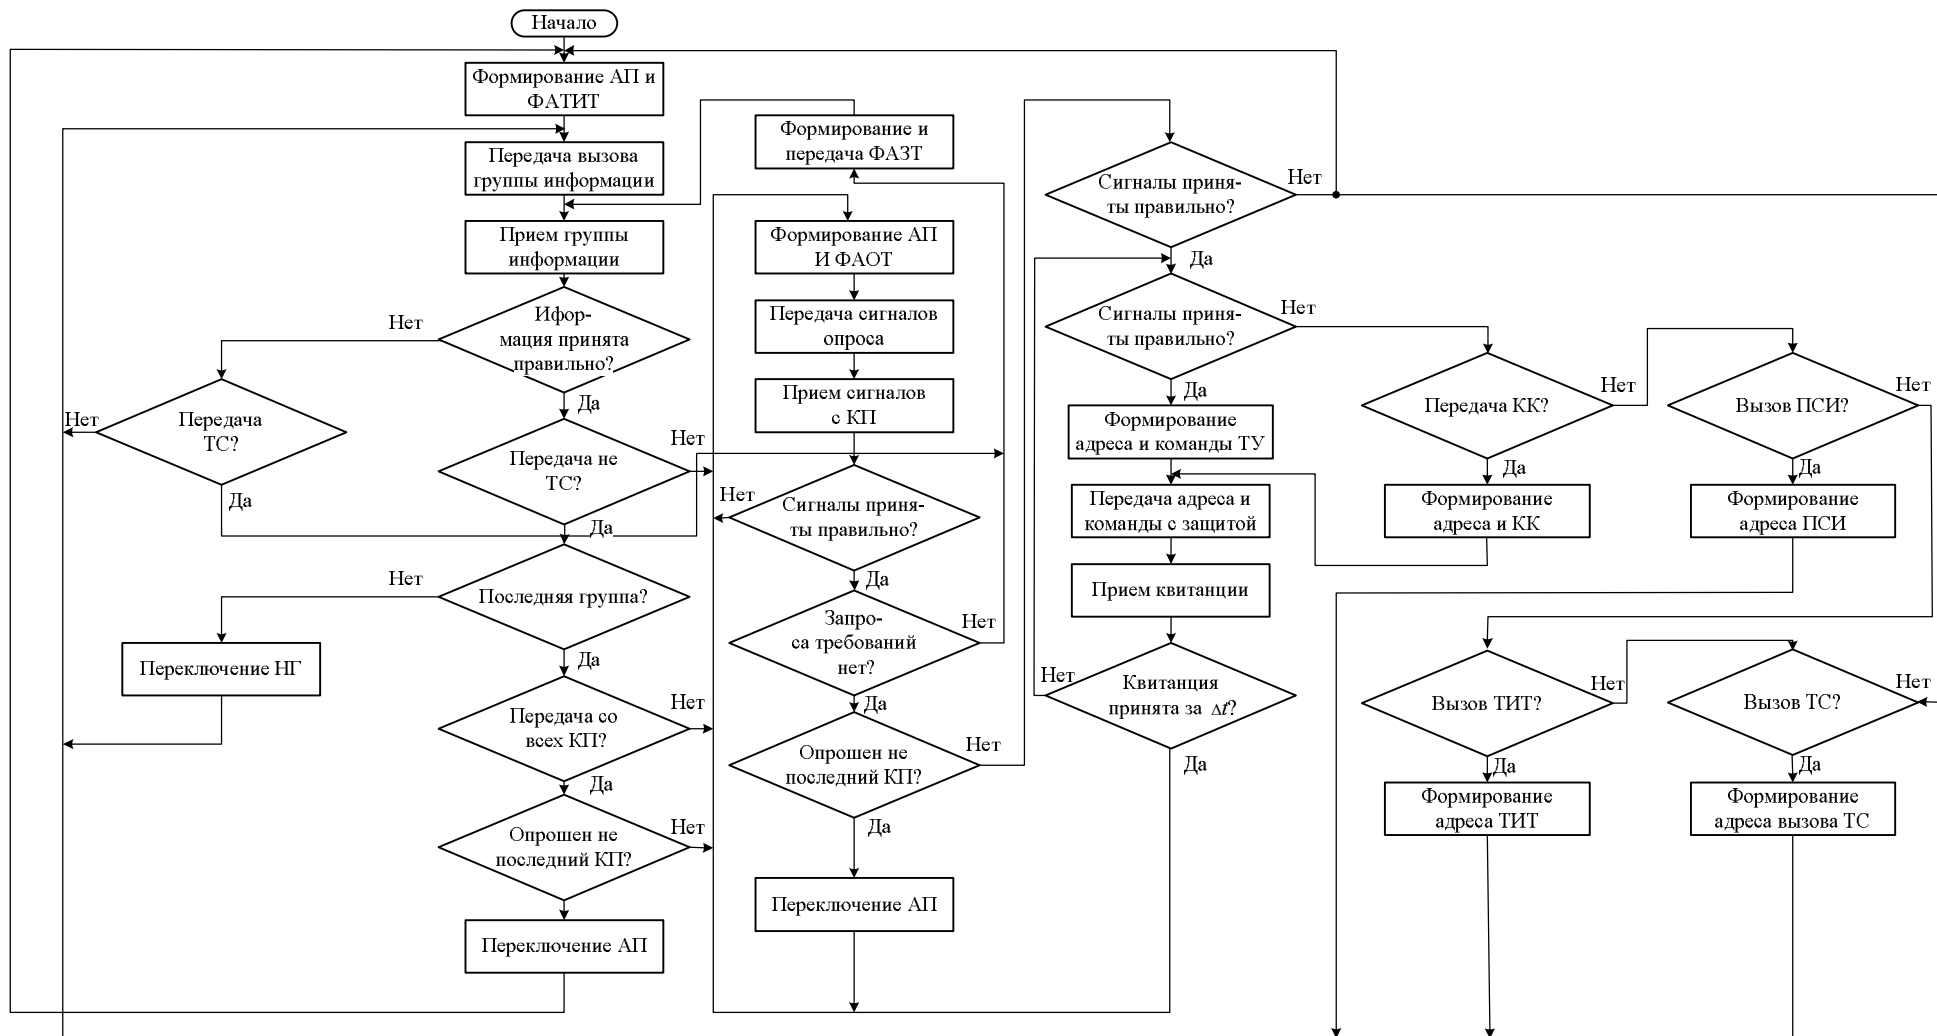 Начало
Формирование АП и
ФАТИТ
Передача вызова
группы информации
Прием группы
информации
Ифор-
мация принята
правильно?
Нет
Да
Передача
ТС?
Нет
Да
Передача не
ТС?
Нет
Да
Последняя группа?
Нет
Да
Переключение НГ
Передача со
всех КП?
Нет
Да
Опрошен не
последний КП?
Нет
Переключение АП
Формирование и
передача ФАЗТ
Формирование АП
И ФАОТ
Передача сигналов
опроса
Прием сигналов
с КП
Сигналы приня-
ты правильно?
Нет
Да
Запро-
са требований
нет?
Нет
Да
Опрошен не
последний КП?
Нет
Да
Переключение АП
Сигналы приня-
ты правильно?
Нет
Да
Сигналы приня-
ты правильно?
Нет
Да
Формирование
адреса и команды ТУ
Передача адреса и
команды с защитой
Прием квитанции
Квитанция
принята за Δt?
Нет
Да
Передача КК?
Нет
Да
Формирование
адреса и КК
Вызов ПСИ?
Нет
Да
Формирование
адреса ПСИ
Вызов ТИТ?
Нет
Да
Формирование
адреса ТИТ
Вызов ТС?
Нет
Да
Формирование
адреса вызова ТС